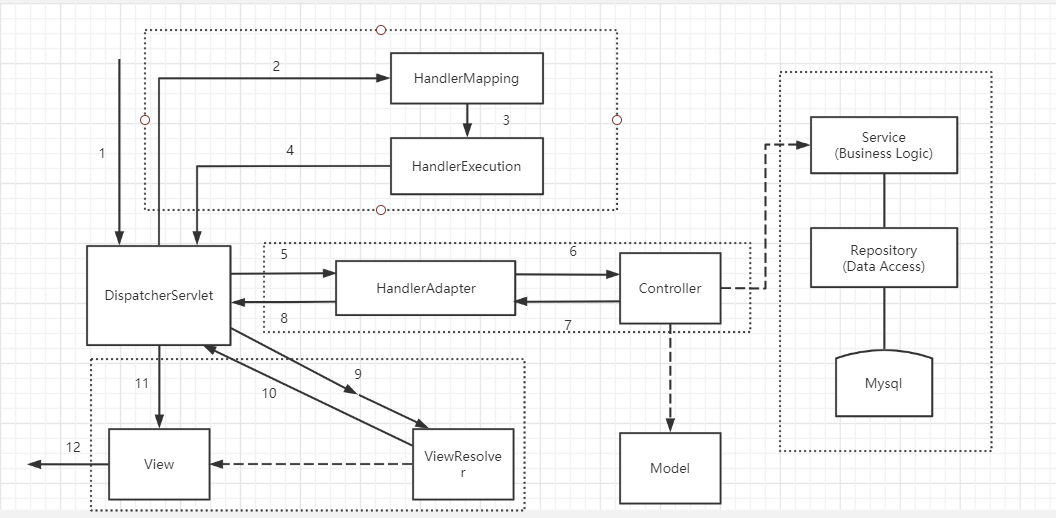 2
HandlerMapping
3
1
4
HandlerExecution
Service
(Business Logic)
Repository
(Data Access)
5
6
DispatcherServlet
HandlerAdapter
Controller
8
7
9
11
10
Mysql
12
View
ViewResolve
r
Model